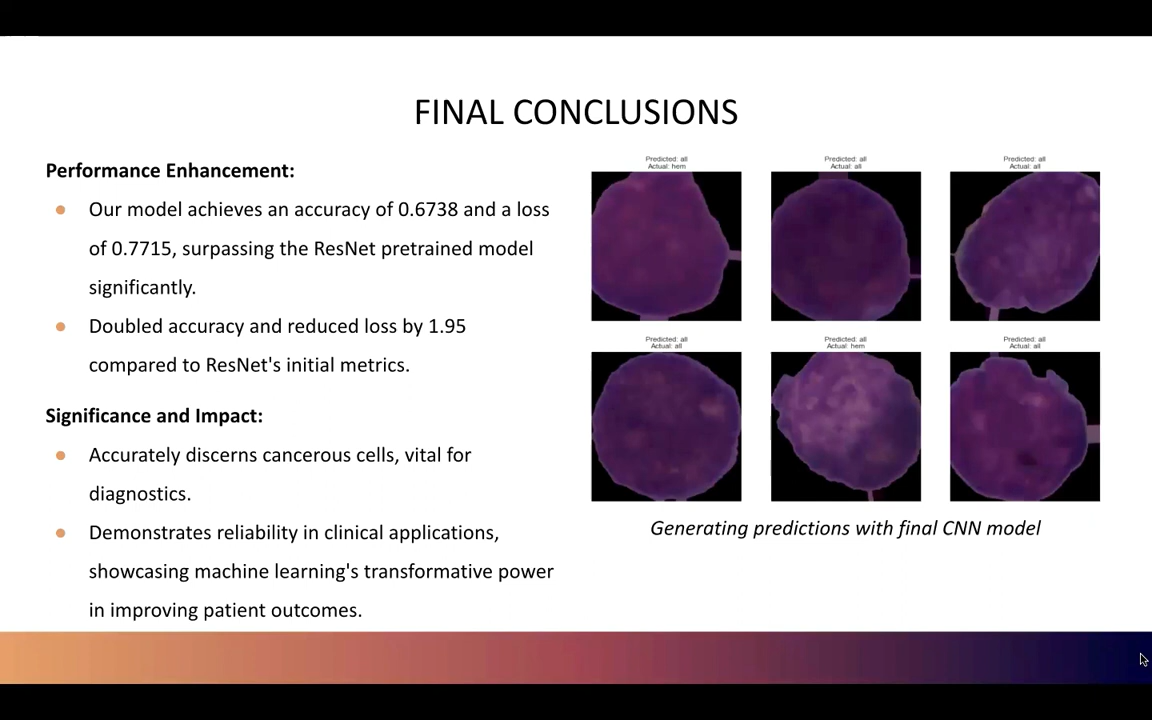 FINAL CONCLUSIONS
Performance Enhancement:
Our model achieves an accuracy of 0.6738 and a loss
of 0.7715, surpassing the ResNet pretrained model
significantly.
Doubled accuracy and reduced loss by 1.95
compared to ResNet's initial metrics.
Significance and Impact:
Accurately discerns cancerous cells, vital for
diagnostics.
Demonstrates reliability in clinical applications,
showcasing machine learning's transformative power
in improving patient outcomes.
Predicted: all
Actual: hem
Predicted: all
Actual: all
Predicted: all
Actual: all
Predicted: all
Actual: all
Predicted: all
Actual: hem
Predicted: all
Actual: all
Generating predictions with final CNN model